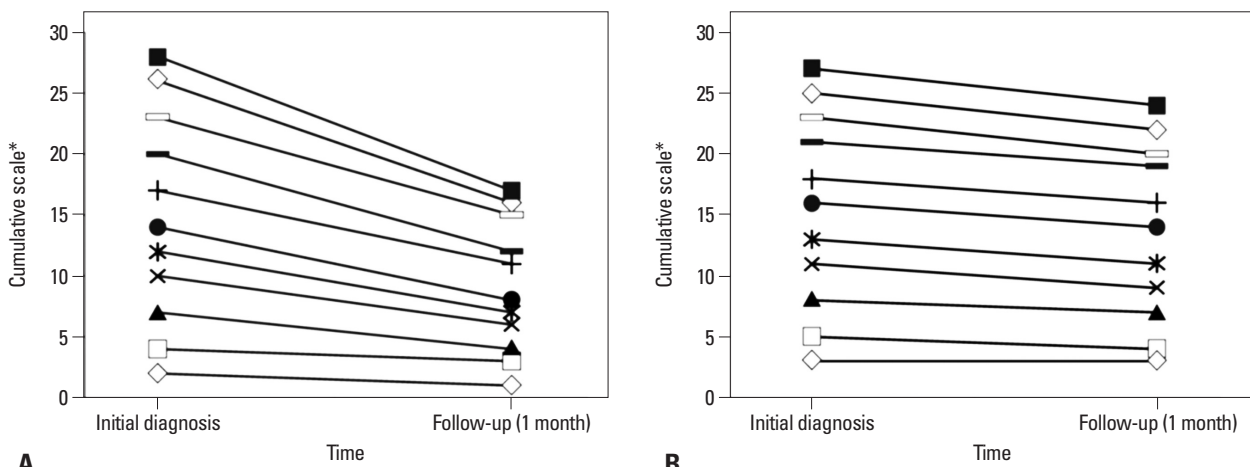 30
25
20
15
10
5
0
Cumulative scale*
Initial diagnosis
Follow-up (1 month)
Time
A
30
25
20
15
10
5
0
Cumulative scale*
Initial diagnosis
Follow-up (1 month)
Time
B